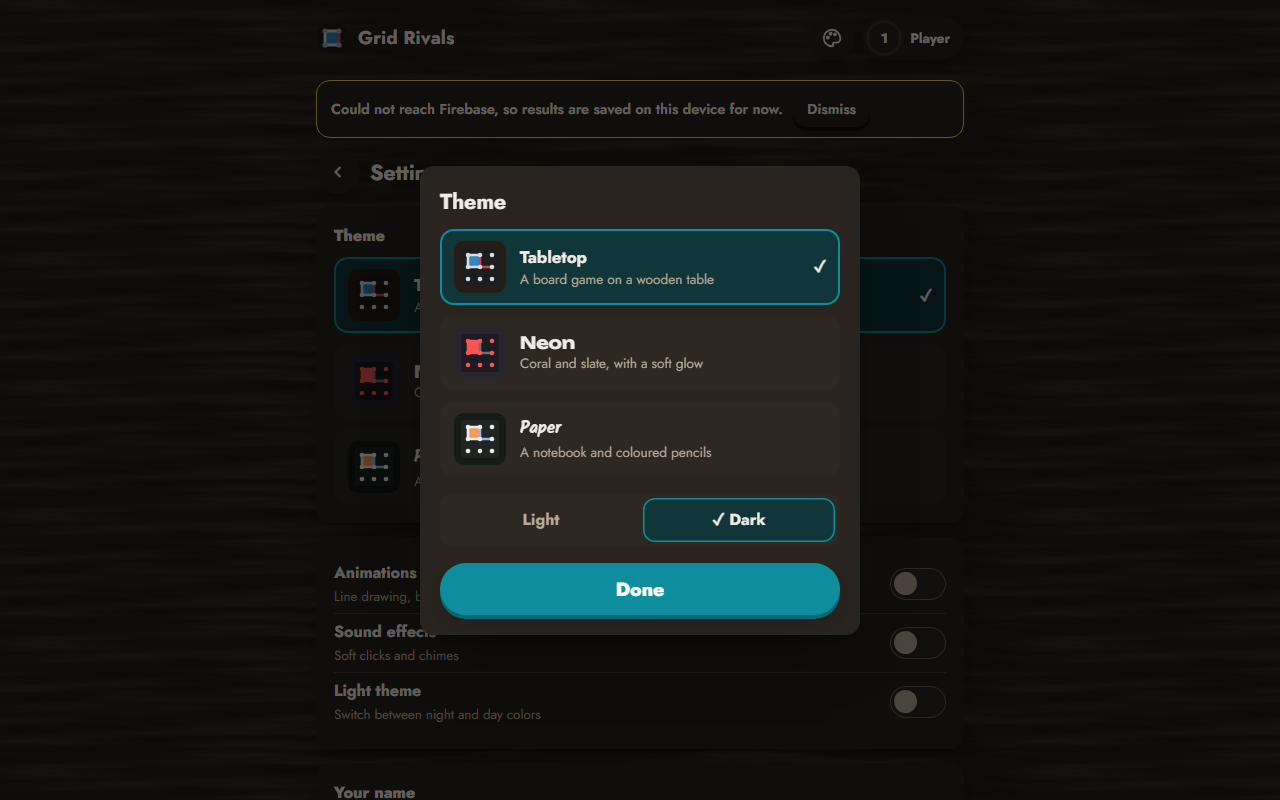 Grid Rivals
1 Player
Could not reach Firebase, so results are saved on this device for now. Dismiss
Theme
Theme
Tabletop
A board game on a wooden table
Neon
Coral and slate, with a soft glow
Paper
A notebook and coloured pencils
Light
✓ Dark
Done
Animations
Line drawing,
Sound effects
Soft clicks and chimes
Light theme
Switch between night and day colors
Your name